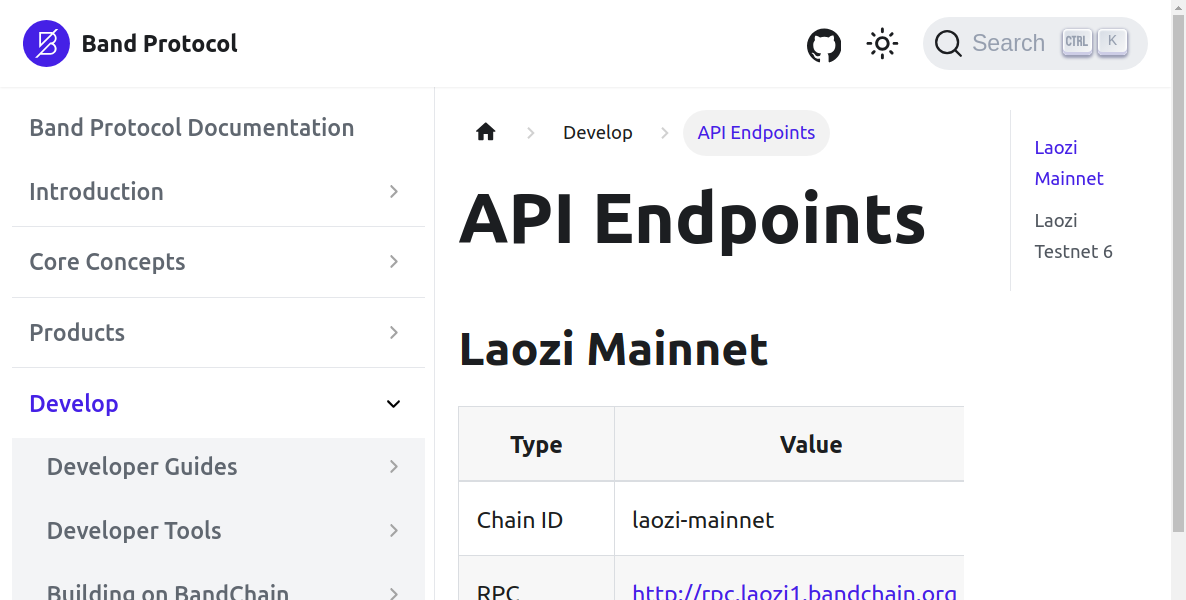 Band Protocol
Search
CTRL
K
Band Protocol Documentation
Introduction
Core Concepts
Products
Develop
Developer Guides
Developer Tools
Building on BandChain
Develop
API Endpoints
API Endpoints
Laozi Mainnet
Type Value
Chain ID laozi-mainnet
RPC http://rpc.laozi1.bandchain.org
Laozi
Mainnet
Laozi
Testnet 6